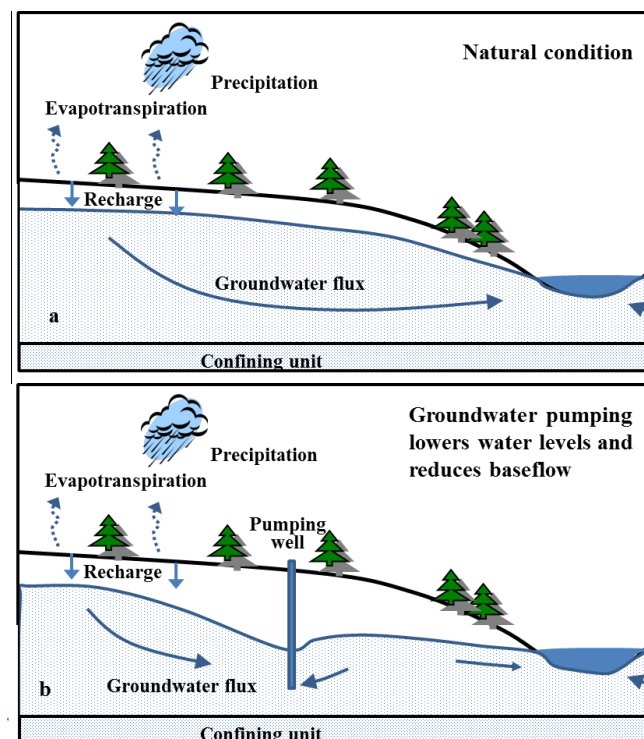 Natural condition
Precipitation
Evapotranspiration
Recharge
Groundwater flux
a
Confining unit
Groundwater pumping
lowers water levels and
reduces baseflow
Precipitation
Evapotranspiration
Pumping
well
Recharge
Groundwater flux
b
Confining unit